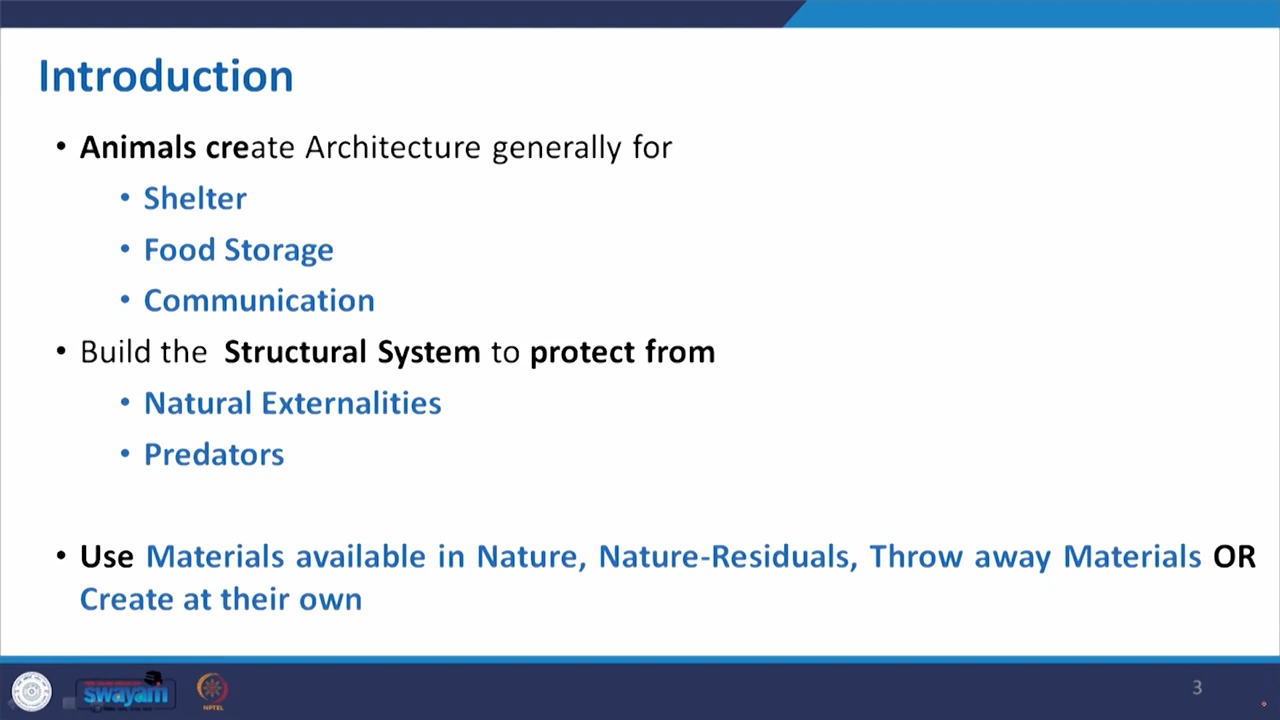 Introduction
• Animals create Architecture generally for
• Shelter
• Food Storage
• Communication
• Build the Structural System to protect from
• Natural Externalities
• Predators
• Use Materials available in Nature, Nature-Residuals, Throw away Materials OR
Create at their own
swayam
NPTEL
3